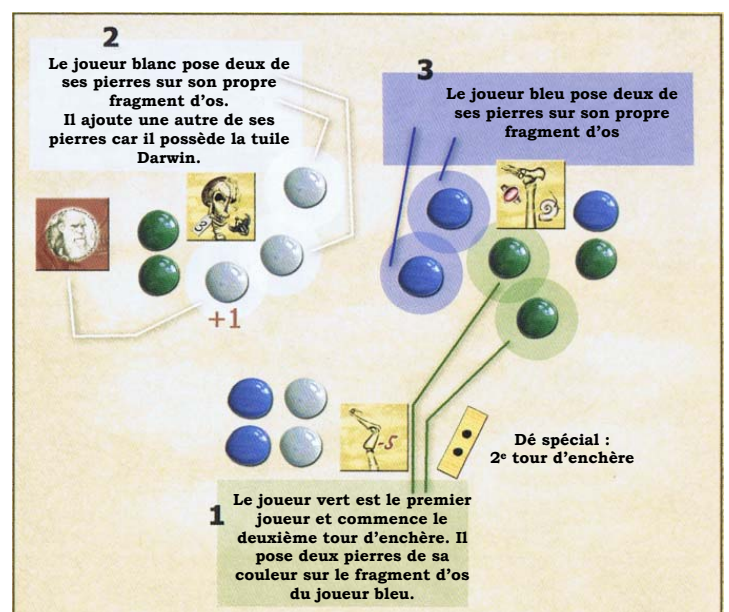 2
Le joueur blanc pose deux de
ses pierres sur son propre
fragment d'os.
Il ajoute une autre de ses
pierres car il possède la tuile
Darwin.
3
Le joueur bleu pose deux de
ses pierres sur son propre
fragment d'os
+1
-5
Dé spécial :
2e tour d'enchère
1
Le joueur vert est le premier
joueur et commence le
deuxième tour d'enchère. Il
pose deux pierres de sa
couleur sur le fragment d'os
du joueur bleu.